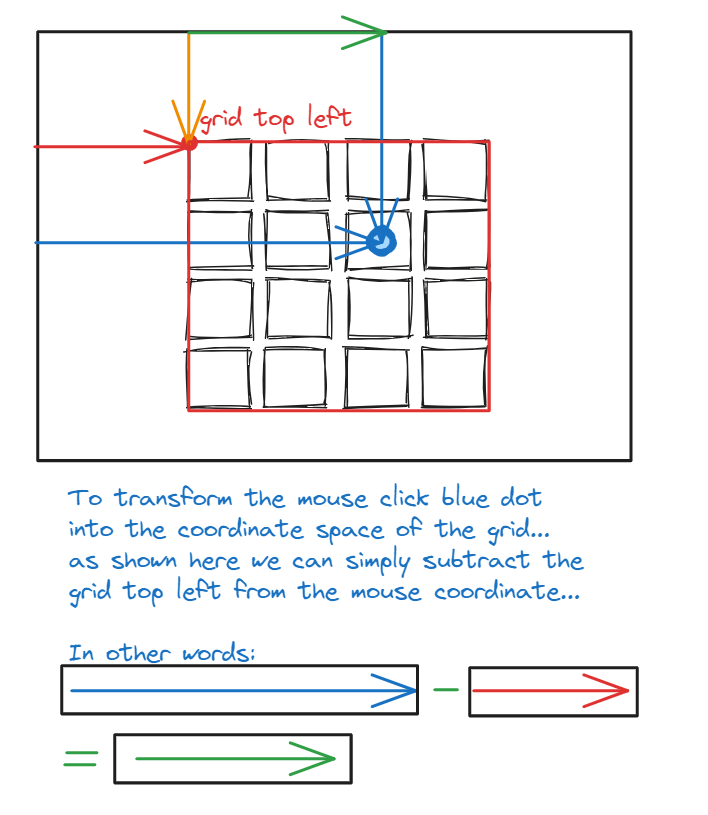 grid top left
To transform the mouse click blue dot
into the coordinate space of the grid...
as shown here we can simply subtract the
grid top left from the mouse coordinate...
In other words:
-
=